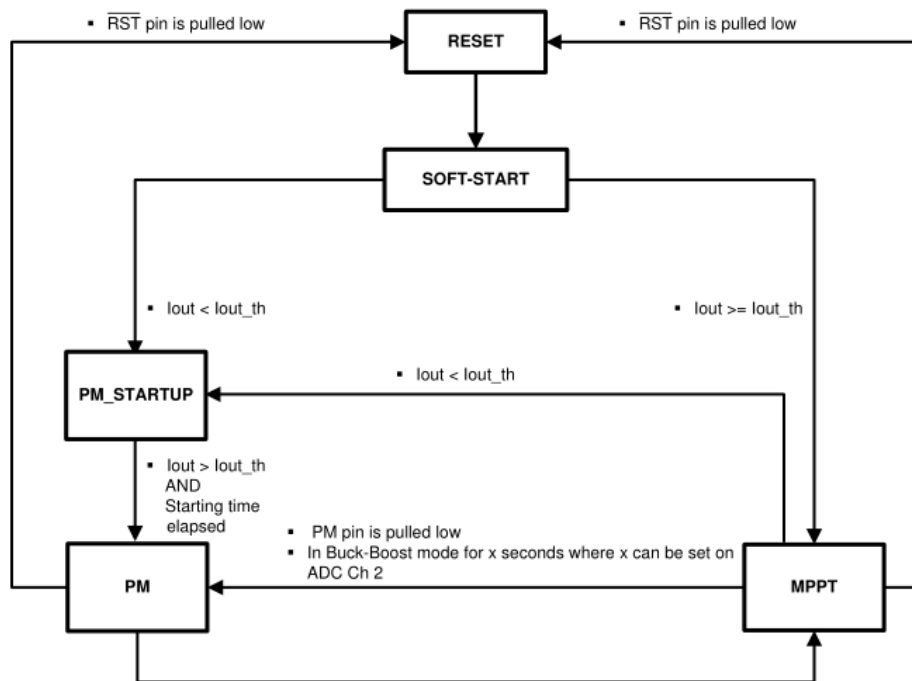 ▪ R̅S̅T̅ pin is pulled low
RESET
▪ R̅S̅T̅ pin is pulled low
SOFT-START
▪ Iout < Iout_th
▪ Iout >= Iout_th
PM_STARTUP
▪ Iout < Iout_th
▪ Iout > Iout_th
AND
Starting time
elapsed
▪ PM pin is pulled low
▪ In Buck-Boost mode for x seconds where x can be set on
ADC Ch 2
PM
MPPT